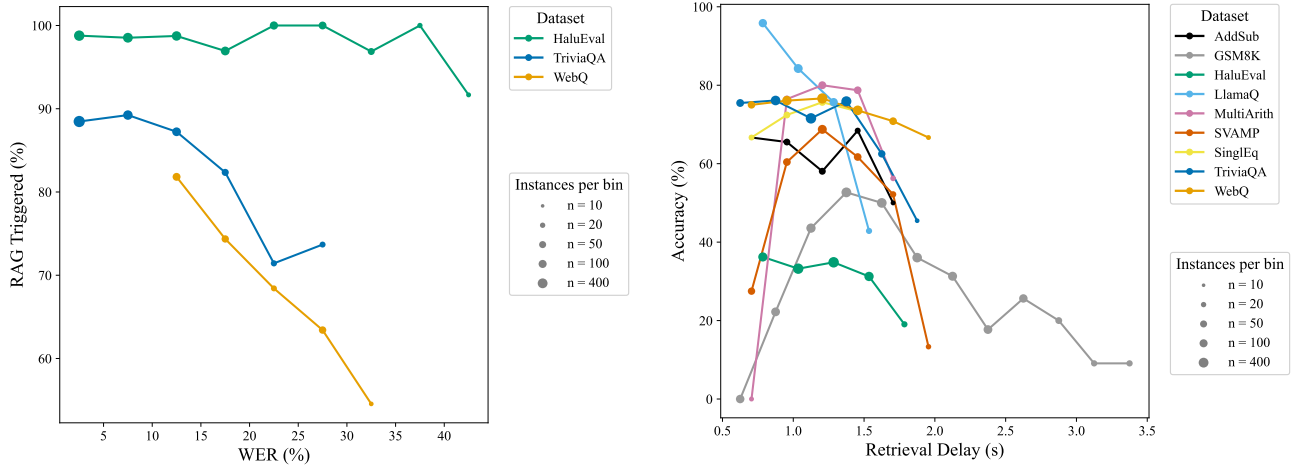 100
90
80
70
60
RAG Triggered (%)
5 10 15 20 25 30 35 40
WER (%)
Dataset
HaluEval
TriviaQA
WebQ
Instances per bin
n = 10
n = 20
n = 50
n = 100
n = 400
100
80
60
40
20
0
Accuracy (%)
0.5 1.0 1.5 2.0 2.5 3.0 3.5
Retrieval Delay (s)
Dataset
AddSub
GSM8K
HaluEval
LlamaQ
MultiArith
SVAMP
SinglEq
TriviaQA
WebQ
Instances per bin
n = 10
n = 20
n = 50
n = 100
n = 400